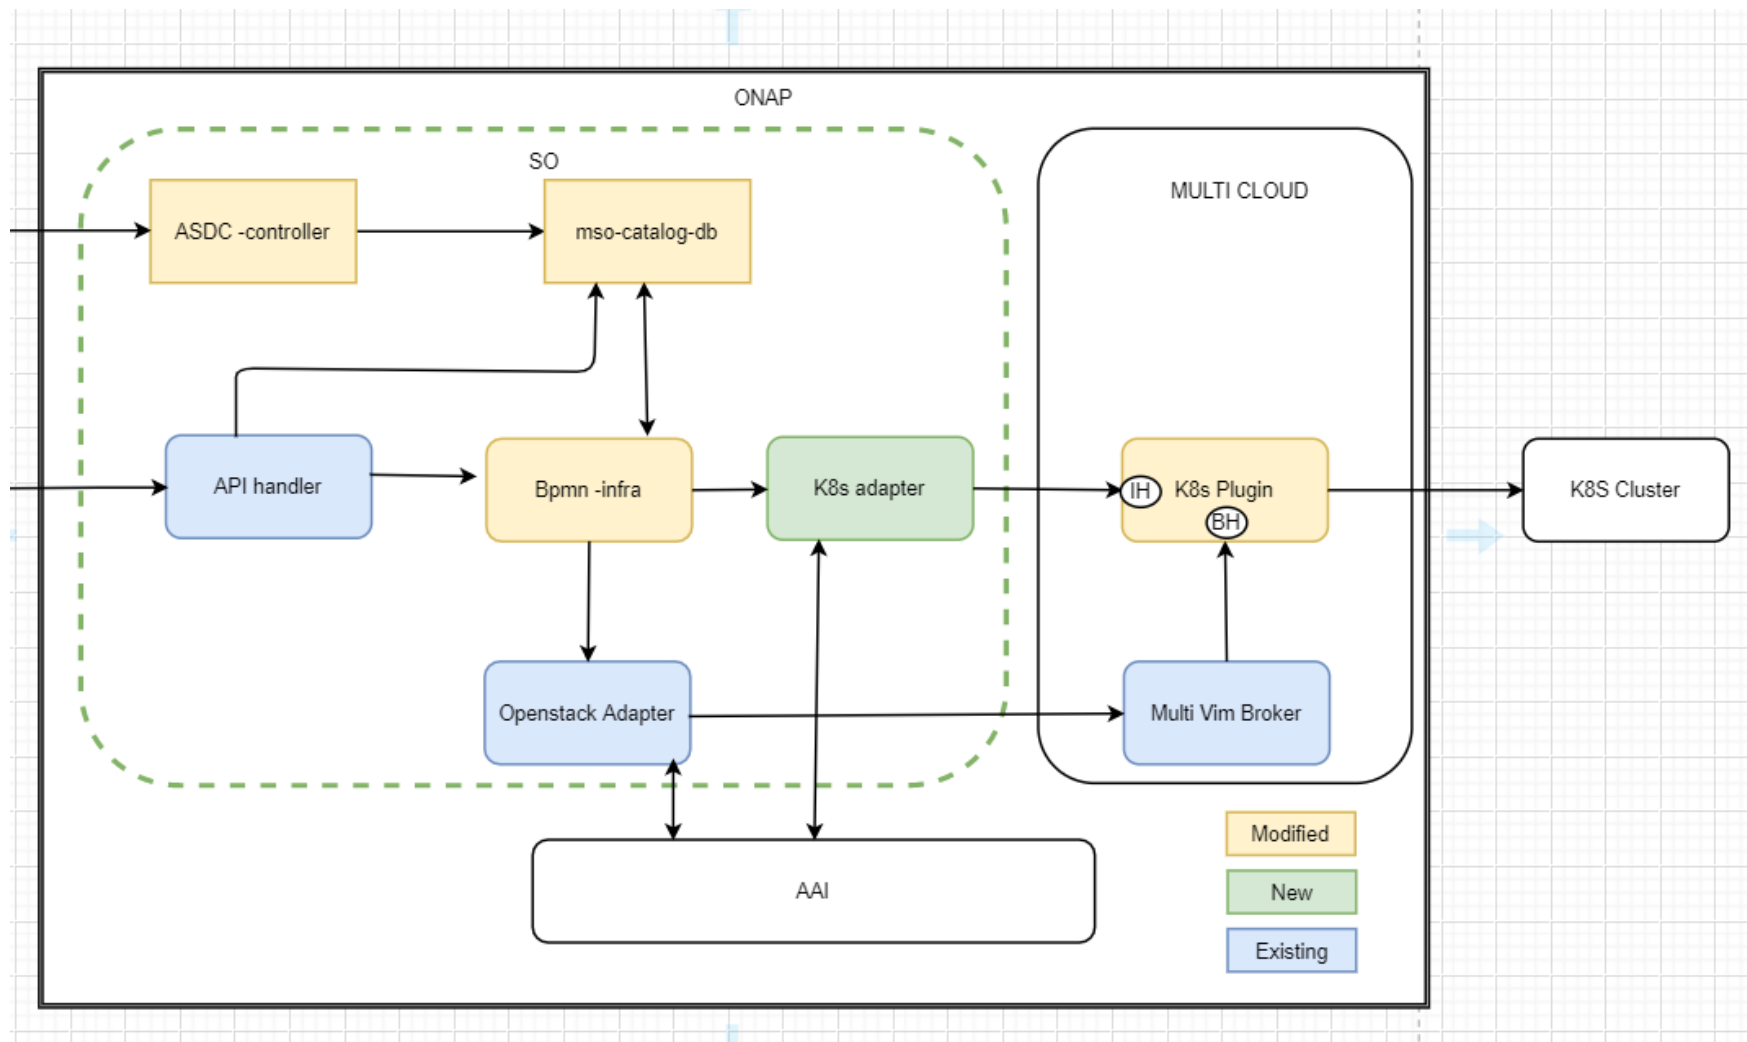 ONAP
SO
MULTI CLOUD
ASDC -controller
mso-catalog-db
API handler
Bpmn -infra
K8s adapter
IH
K8s Plugin
BH
K8S Cluster
Openstack Adapter
Multi Vim Broker
Modified
AAI
New
Existing